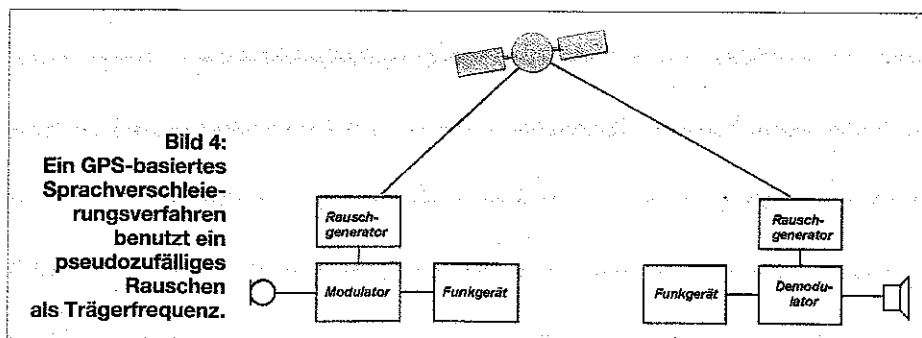 Bild 4:
Ein GPS-basiertes
Sprachverschleie-
rungsverfahren
benutzt ein
pseudozufälliges
Rauschen
als Trägerfrequenz.
Rausch-
generator
Modulator
Funkgerät
Rausch-
generator
Funkgerät
Demodu-
lator